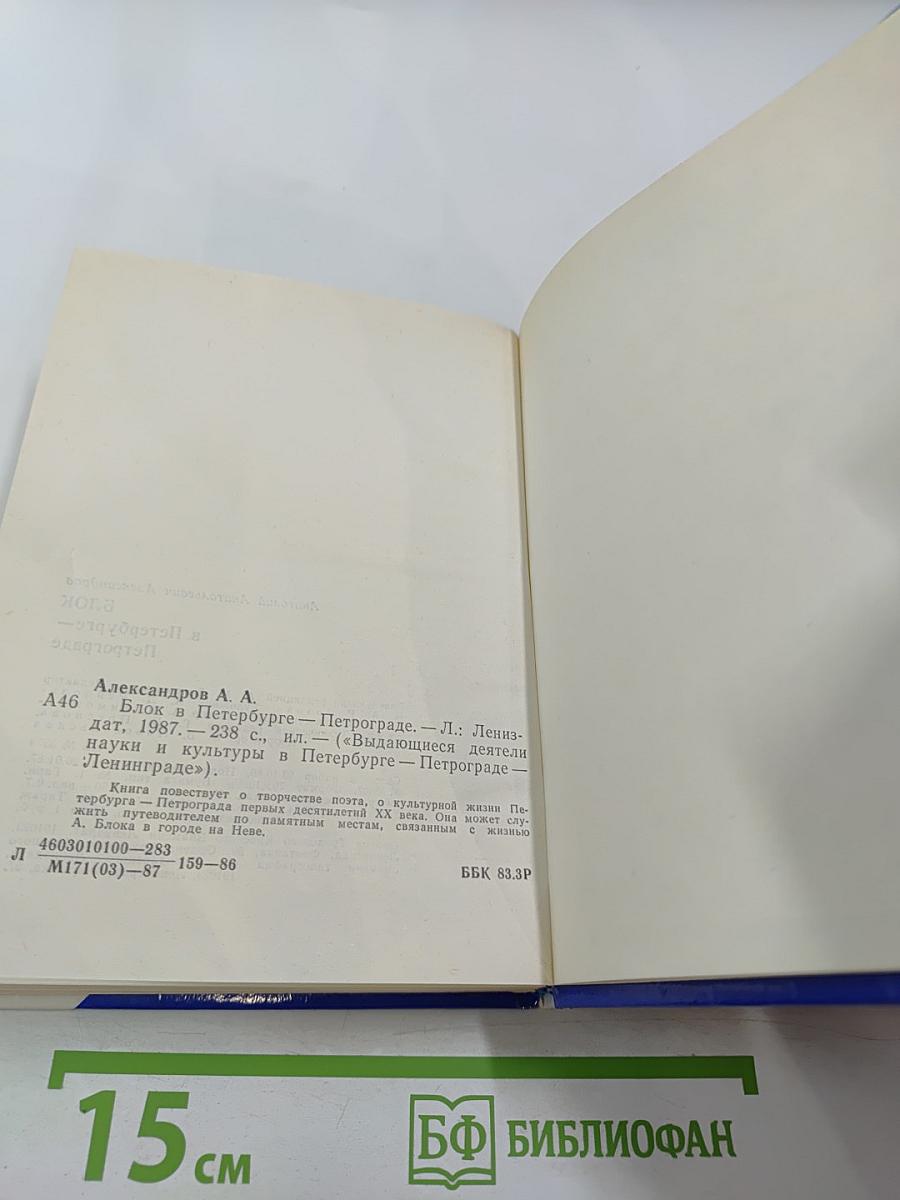 Александров А. А.
А46 Блок в Петербурге — Петрограде. — Л.: Лениз-
дат, 1987. — 238 с., ил. — («Выдающиеся деятели
науки и культуры в Петербурге — Петрограде —
Ленинграде»).
Книга повествует о творчестве поэта, о культурной жизни Пе-
тербурга — Петрограда первых десятилетий XX века. Она может слу-
жить путеводителем по памятным местам, связанным с жизнью
А. Блока в городе на Неве.
Л 4603010100—283
М171(03)—87 159—86
ББК 83.3Р
15 см
БФ БИБЛИОФАН